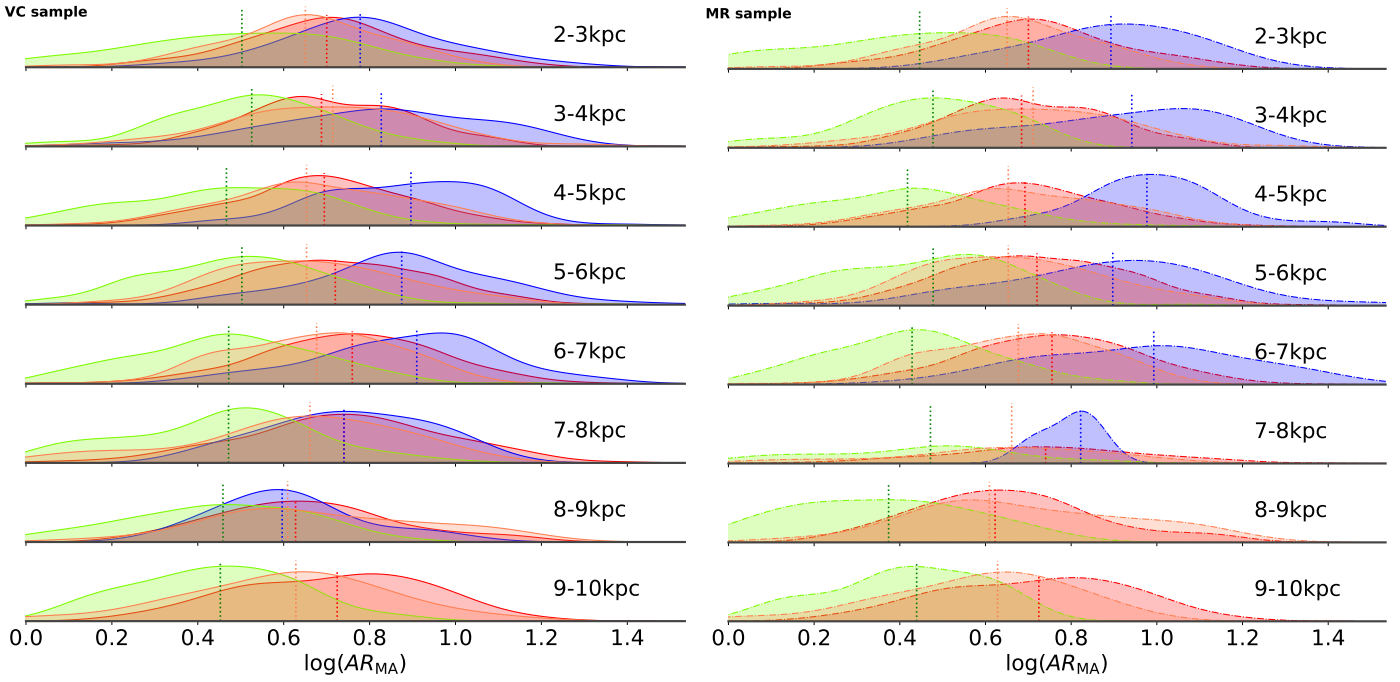 VC sample
2-3kpc
3-4kpc
4-5kpc
5-6kpc
6-7kpc
7-8kpc
8-9kpc
9-10kpc
0.0 0.2 0.4 0.6 0.8 1.0 1.2 1.4
log(AR_MA)
MR sample
2-3kpc
3-4kpc
4-5kpc
5-6kpc
6-7kpc
7-8kpc
8-9kpc
9-10kpc
0.0 0.2 0.4 0.6 0.8 1.0 1.2 1.4
log(AR_MA)